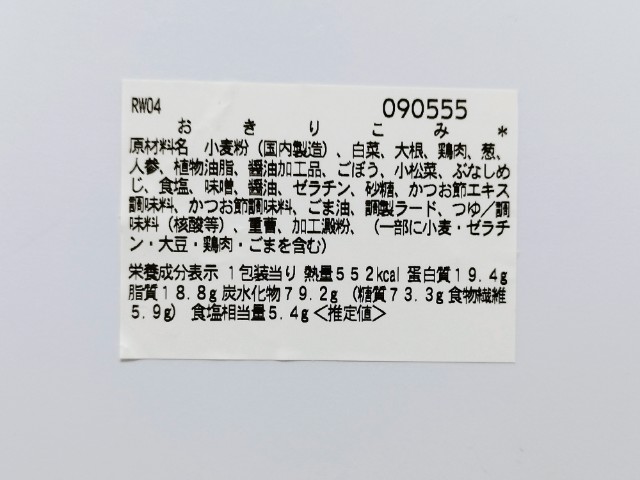 RW04 090555
おきりこみ＊
原材料名 小麦粉（国内製造）、白菜、大根、鶏肉、葱、
人参、植物油脂、醤油加工品、ごぼう、小松菜、ぶなしめ
じ、食塩、味噌、醤油、ゼラチン、砂糖、かつお節エキス
調味料、かつお節調味料、ごま油、調製ラード、つゆ／調
味料（核酸等）、重曹、加工澱粉、（一部に小麦・ゼラチ
ン・大豆・鶏肉・ごまを含む）
栄養成分表示 １包装当り 熱量５５２kcal 蛋白質１９.４g
脂質１８.８g 炭水化物７９.２g （糖質７３.３g 食物繊維
５.９g） 食塩相当量５.４g＜推定値＞